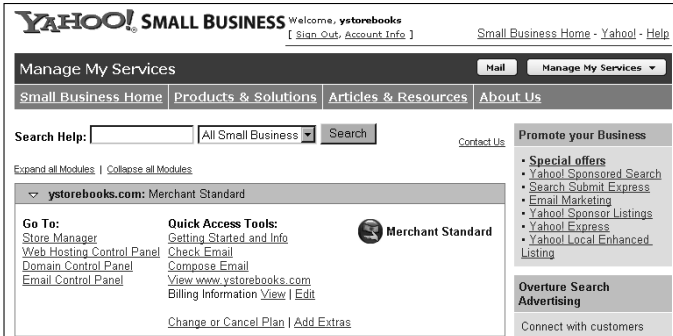 YAHOO! SMALL BUSINESS
Welcome, ystorebooks
[ Sign Out, Account Info ]
Small Business Home - Yahoo! - Help
Manage My Services
Mail
Manage My Services
Small Business Home | Products & Solutions | Articles & Resources | About Us
Search Help:
All Small Business
Search
Contact Us
Expand all Modules | Collapse all Modules
ystorebooks.com: Merchant Standard
Go To:
Store Manager
Web Hosting Control Panel
Domain Control Panel
Email Control Panel
Quick Access Tools:
Getting Started and Info
Check Email
Compose Email
View www.ystorebooks.com
Billing Information View | Edit
Change or Cancel Plan | Add Extras
Merchant Standard
Promote your Business
• Special offers
• Yahoo! Sponsored Search
• Search Submit Express
• Email Marketing
• Yahoo! Sponsor Listings
• Yahoo! Express
• Yahoo! Local Enhanced
Listing
Overture Search
Advertising
Connect with customers